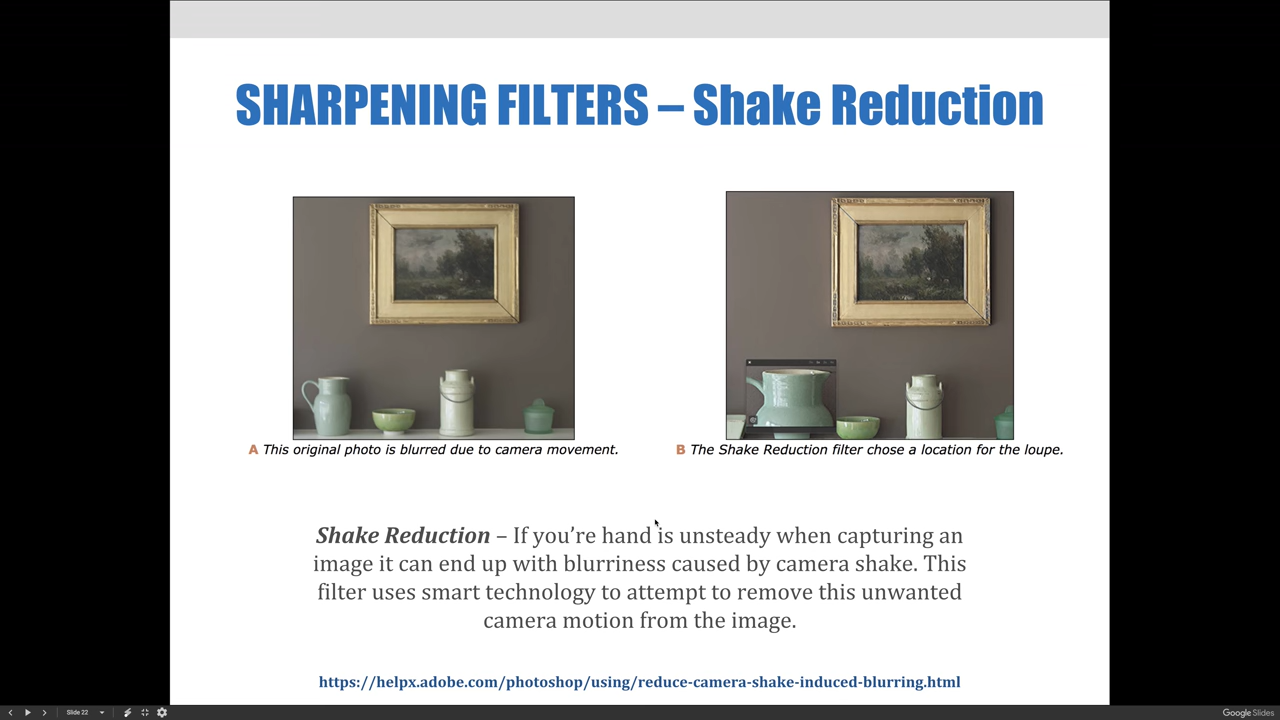 SHARPENING FILTERS – Shake Reduction
A This original photo is blurred due to camera movement.
B The Shake Reduction filter chose a location for the loupe.
Shake Reduction – If you’re hand is unsteady when capturing an
image it can end up with blurriness caused by camera shake. This
filter uses smart technology to attempt to remove this unwanted
camera motion from the image.
https://helpx.adobe.com/photoshop/using/reduce-camera-shake-induced-blurring.html
Slide 22
Google Slides